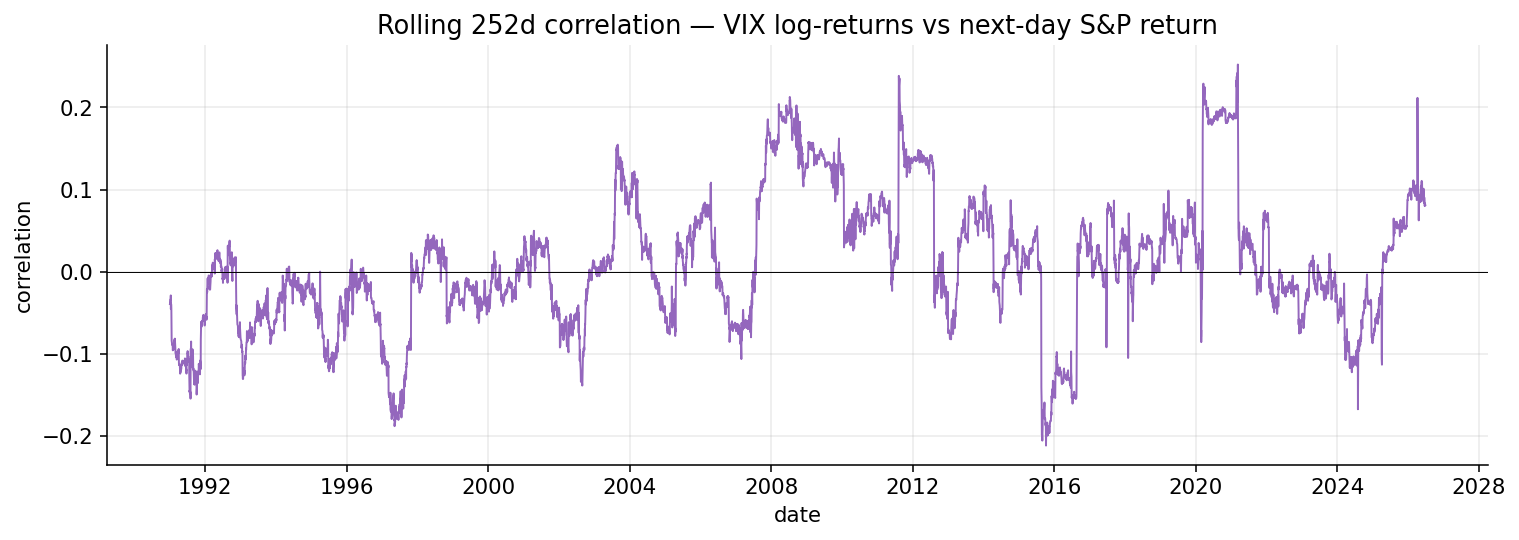 Rolling 252d correlation — VIX log-returns vs next-day S&P return
correlation
0.2
0.1
0.0
−0.1
−0.2
1992 1996 2000 2004 2008 2012 2016 2020 2024 2028
date